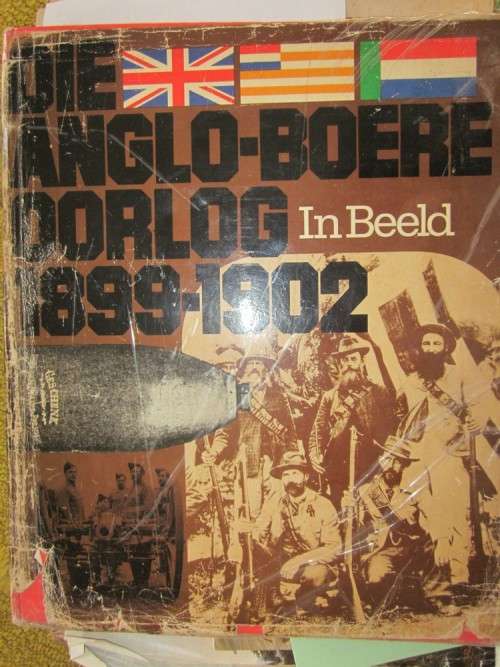 DIE
ANGLO-BOERE
OORLOG In Beeld
1899-1902